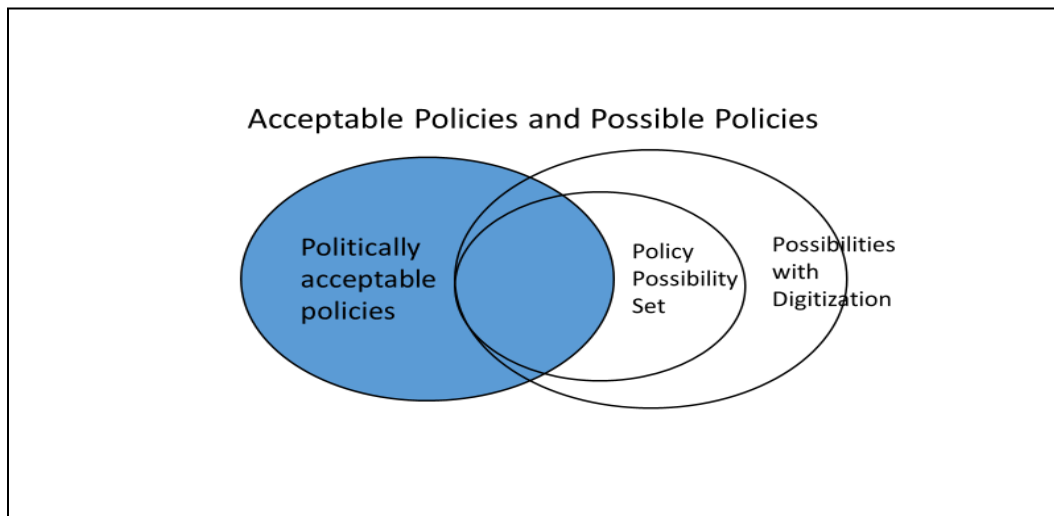 Acceptable Policies and Possible Policies
Politically
acceptable
policies
Policy
Possibility
Set
Possibilities
with
Digitization